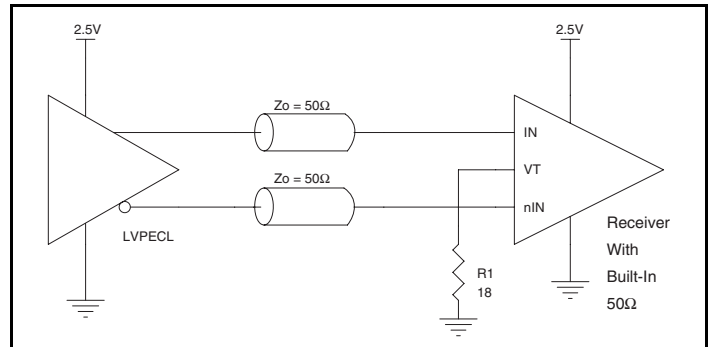 2.5V
2.5V
Zo = 50Ω
IN
VT
Zo = 50Ω
nIN
LVPECL
R1
18
Receiver
With
Built-In
50Ω